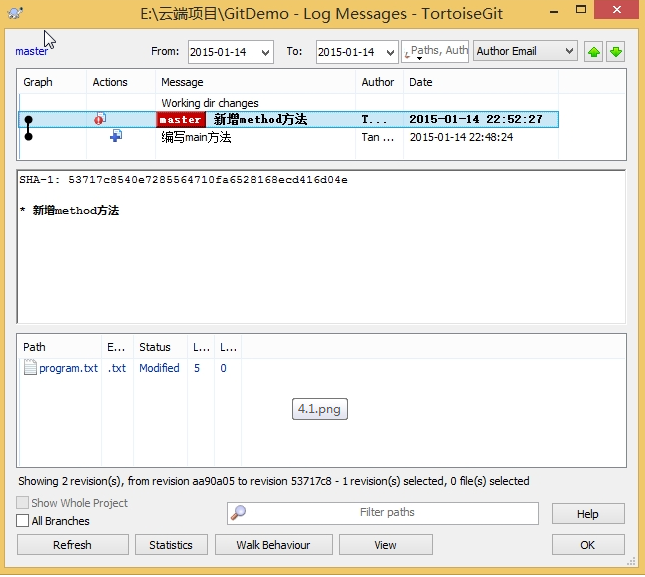 E:\云端项目\GitDemo - Log Messages - TortoiseGit
master From: 2015-01-14 To: 2015-01-14 Paths, Auth Author Email
Graph Actions Message Author Date
Working dir changes
master 新增method方法 T... 2015-01-14 22:52:27
编写main方法 Tan ... 2015-01-14 22:48:24
SHA-1: 53717c8540e7285564710fa6528168ecd416d04e
* 新增method方法
Path E... Status L... L...
program.txt .txt Modified 5 0
4.1.png
Showing 2 revision(s), from revision aa90a05 to revision 53717c8 - 1 revision(s) selected, 0 file(s) selected
Show Whole Project
All Branches
Filter paths
Help
Refresh Statistics Walk Behaviour View OK